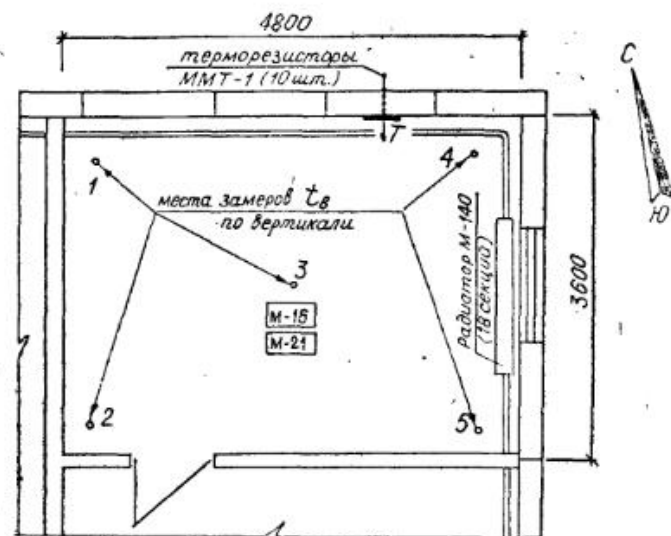 4800
терморезисторы
ММТ-1 (10 шт.)
С
Ю
Т
1
4
места замеров tв
по вертикали
3
М-16
М-21
Радиатор М-140
(18 секций)
3600
2
5